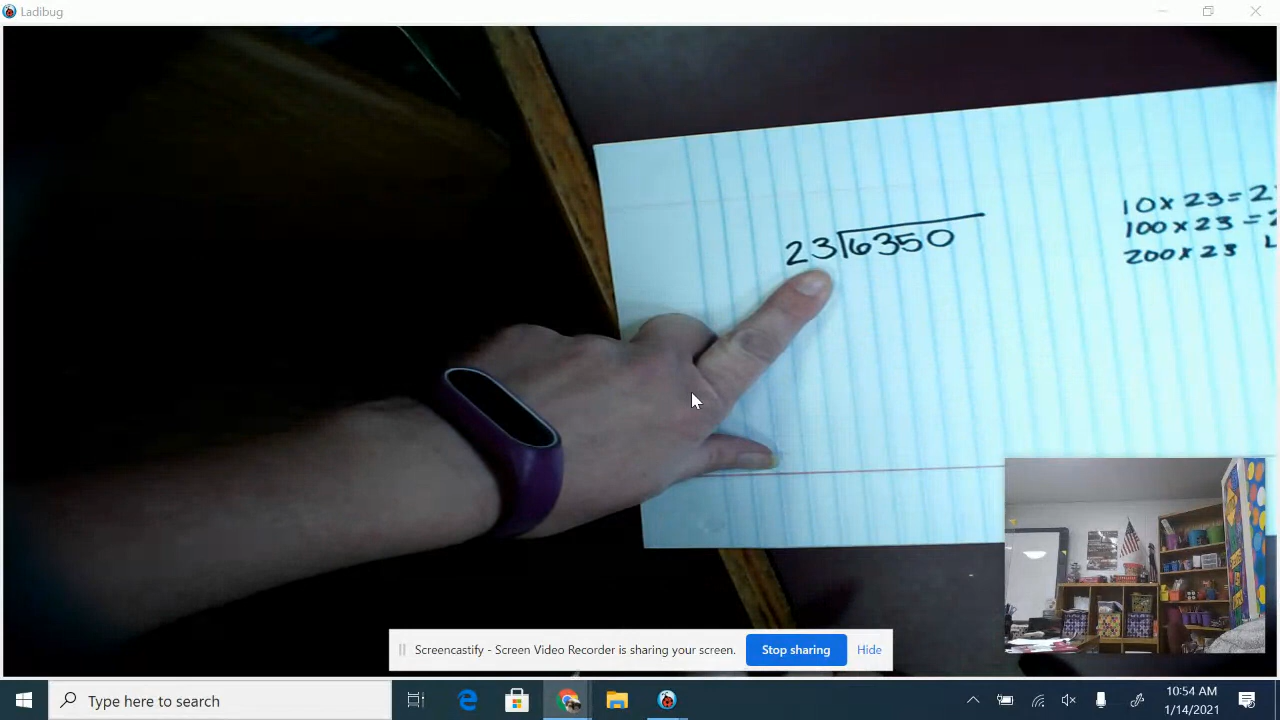 Ladibug
23 6350
10 x 23 = 2
100 x 23 =
200 x 23
Screencastify - Screen Video Recorder is sharing your screen.
Stop sharing
Hide
Type here to search
10:54 AM
1/14/2021